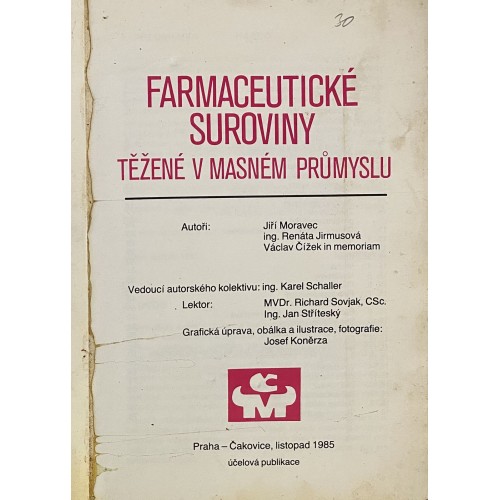 30
FARMACEUTICKÉ
SUROVINY
TĚŽENÉ V MASNÉM PRŮMYSLU
Autoři: Jiří Moravec
ing. Renáta Jirmusová
Václav Čížek in memoriam
Vedoucí autorského kolektivu: ing. Karel Schaller
Lektor: MVDr. Richard Sovjak, CSc.
Ing. Jan Stříteský
Grafická úprava, obálka a ilustrace, fotografie:
Josef Koněrza
Č
M
Praha – Čakovice, listopad 1985
účelová publikace